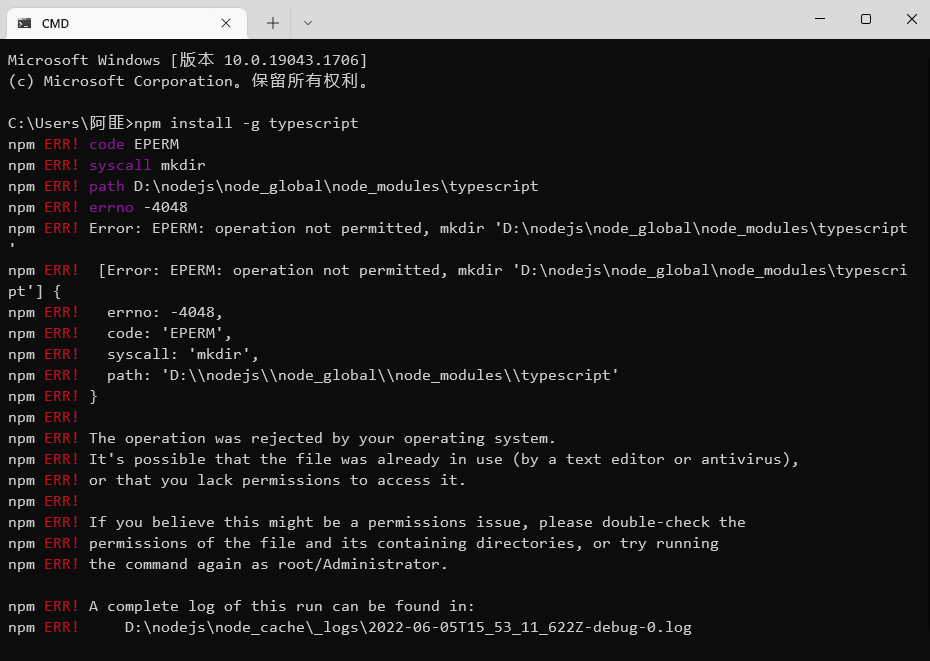 CMD
Microsoft Windows [版本 10.0.19043.1706]
(c) Microsoft Corporation。保留所有权利。
C:\Users\阿匪>npm install -g typescript
npm ERR! code EPERM
npm ERR! syscall mkdir
npm ERR! path D:\nodejs\node_global\node_modules\typescript
npm ERR! errno -4048
npm ERR! Error: EPERM: operation not permitted, mkdir 'D:\nodejs\node_global\node_modules\typescript
'
npm ERR!  [Error: EPERM: operation not permitted, mkdir 'D:\nodejs\node_global\node_modules\typescri
pt'] {
npm ERR!   errno: -4048,
npm ERR!   code: 'EPERM',
npm ERR!   syscall: 'mkdir',
npm ERR!   path: 'D:\\nodejs\\node_global\\node_modules\\typescript'
npm ERR! }
npm ERR!
npm ERR! The operation was rejected by your operating system.
npm ERR! It's possible that the file was already in use (by a text editor or antivirus),
npm ERR! or that you lack permissions to access it.
npm ERR!
npm ERR! If you believe this might be a permissions issue, please double-check the
npm ERR! permissions of the file and its containing directories, or try running
npm ERR! the command again as root/Administrator.
npm ERR! A complete log of this run can be found in:
npm ERR!     D:\nodejs\node_cache\_logs\2022-06-05T15_53_11_622Z-debug-0.log